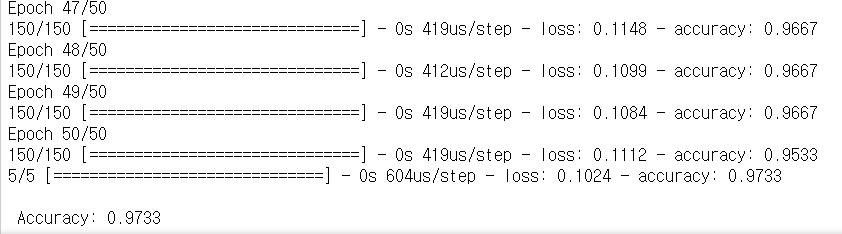 Epoch 47/50
150/150 [==============================] - 0s 419us/step - loss: 0.1148 - accuracy: 0.9667
Epoch 48/50
150/150 [==============================] - 0s 412us/step - loss: 0.1099 - accuracy: 0.9667
Epoch 49/50
150/150 [==============================] - 0s 419us/step - loss: 0.1084 - accuracy: 0.9667
Epoch 50/50
150/150 [==============================] - 0s 419us/step - loss: 0.1112 - accuracy: 0.9533
5/5 [==============================] - 0s 604us/step - loss: 0.1024 - accuracy: 0.9733
Accuracy: 0.9733